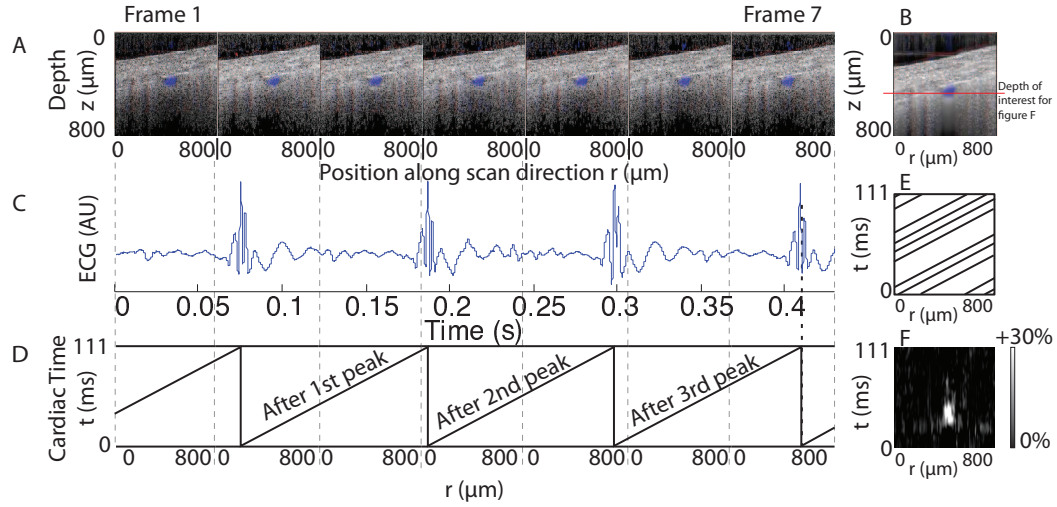 Frame 1
Frame 7
A
Depth
z (µm)
0
800
0 800 0 800 0 800 0 800 0 800 0 800 0 800
Position along scan direction r (µm)
B
z (µm)
0
800
0 800
r (µm)
Depth of
interest for
figure F
C
ECG (AU)
0 0.05 0.1 0.15 0.2 0.25 0.3 0.35 0.4
Time (s)
D
Cardiac Time
t (ms)
111
0
After 1st peak
After 2nd peak
After 3rd peak
0 800 0 800 0 800 0 800 0 800 0 800 0 800
r (µm)
E
t (ms)
111
0
0 800
r (µm)
F
t (ms)
111
0
0 800
r (µm)
+30%
0%